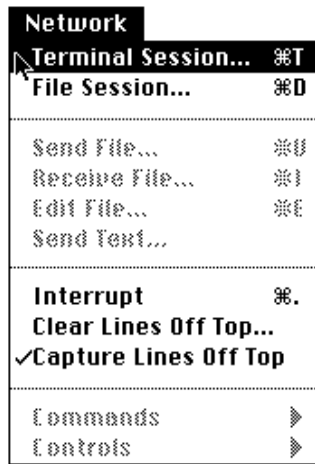 Network
Terminal Session... ⌘T
File Session... ⌘D
Send File... ⌘U
Receive File... ⌘I
Edit File... ⌘E
Send Text...
Interrupt ⌘.
Clear Lines Off Top...
✓Capture Lines Off Top
Commands ▶
Controls ▶